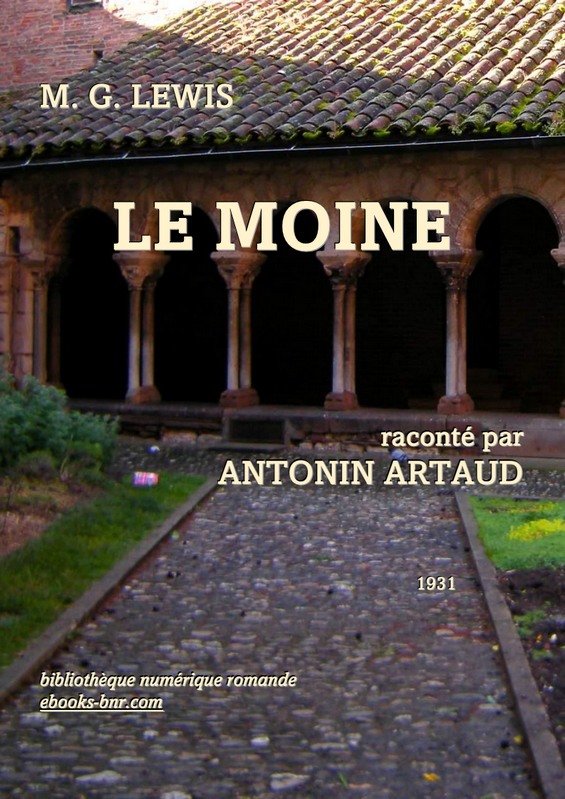 M. G. LEWIS
LE MOINE
raconté par
ANTONIN ARTAUD
1931
bibliothèque numérique romande
ebooks-bnr.com